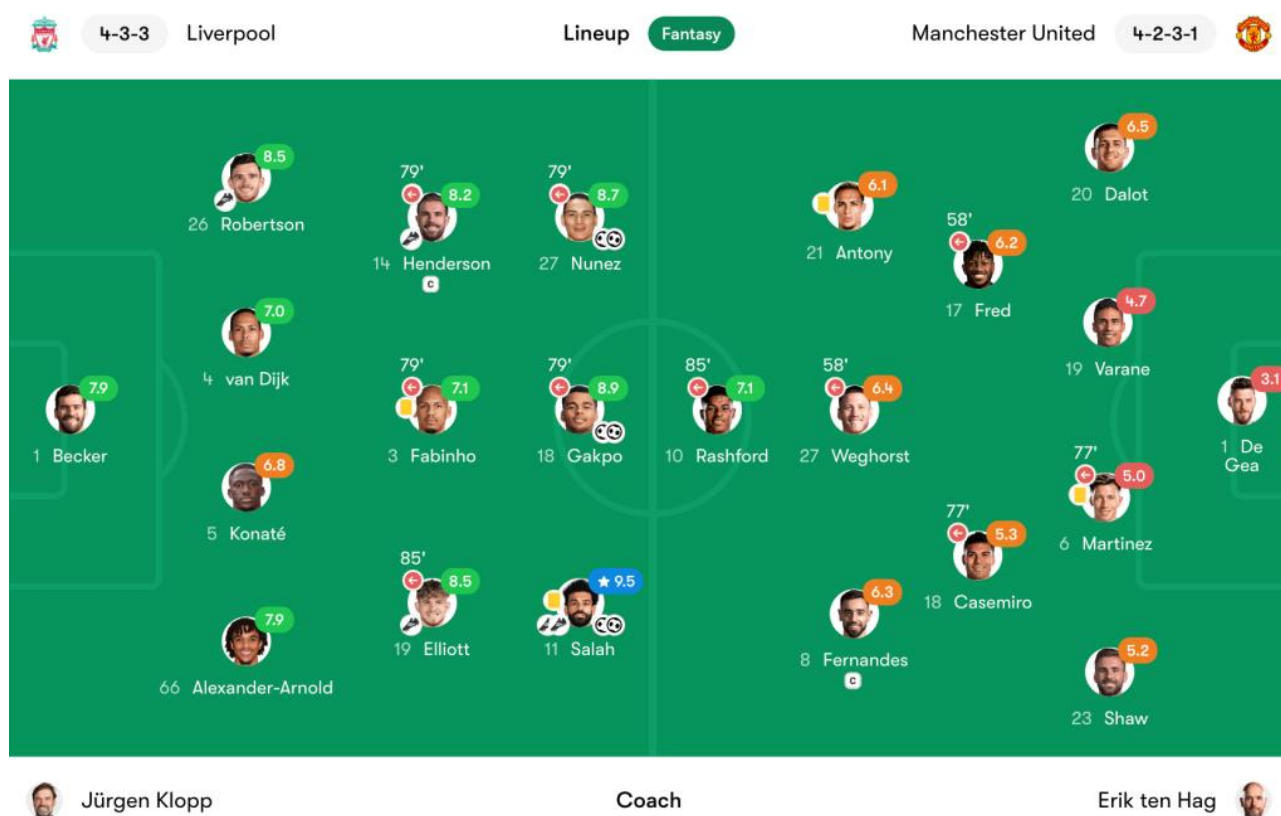 4-3-3 Liverpool Lineup Fantasy Manchester United 4-2-3-1
8.5
26 Robertson
7.0
4 van Dijk
7.9
1 Becker
6.8
5 Konaté
7.9
66 Alexander-Arnold
79'
8.2
14 Henderson
C
79'
7.1
3 Fabinho
85'
8.5
19 Elliott
79'
8.7
27 Nunez
79'
8.9
18 Gakpo
9.5
11 Salah
85'
7.1
10 Rashford
6.1
21 Antony
58'
6.4
27 Weghorst
6.3
8 Fernandes
C
58'
6.2
17 Fred
77'
5.3
18 Casemiro
6.5
20 Dalot
4.7
19 Varane
77'
5.0
6 Martinez
5.2
23 Shaw
3.1
1 De
Gea
Jürgen Klopp Coach Erik ten Hag